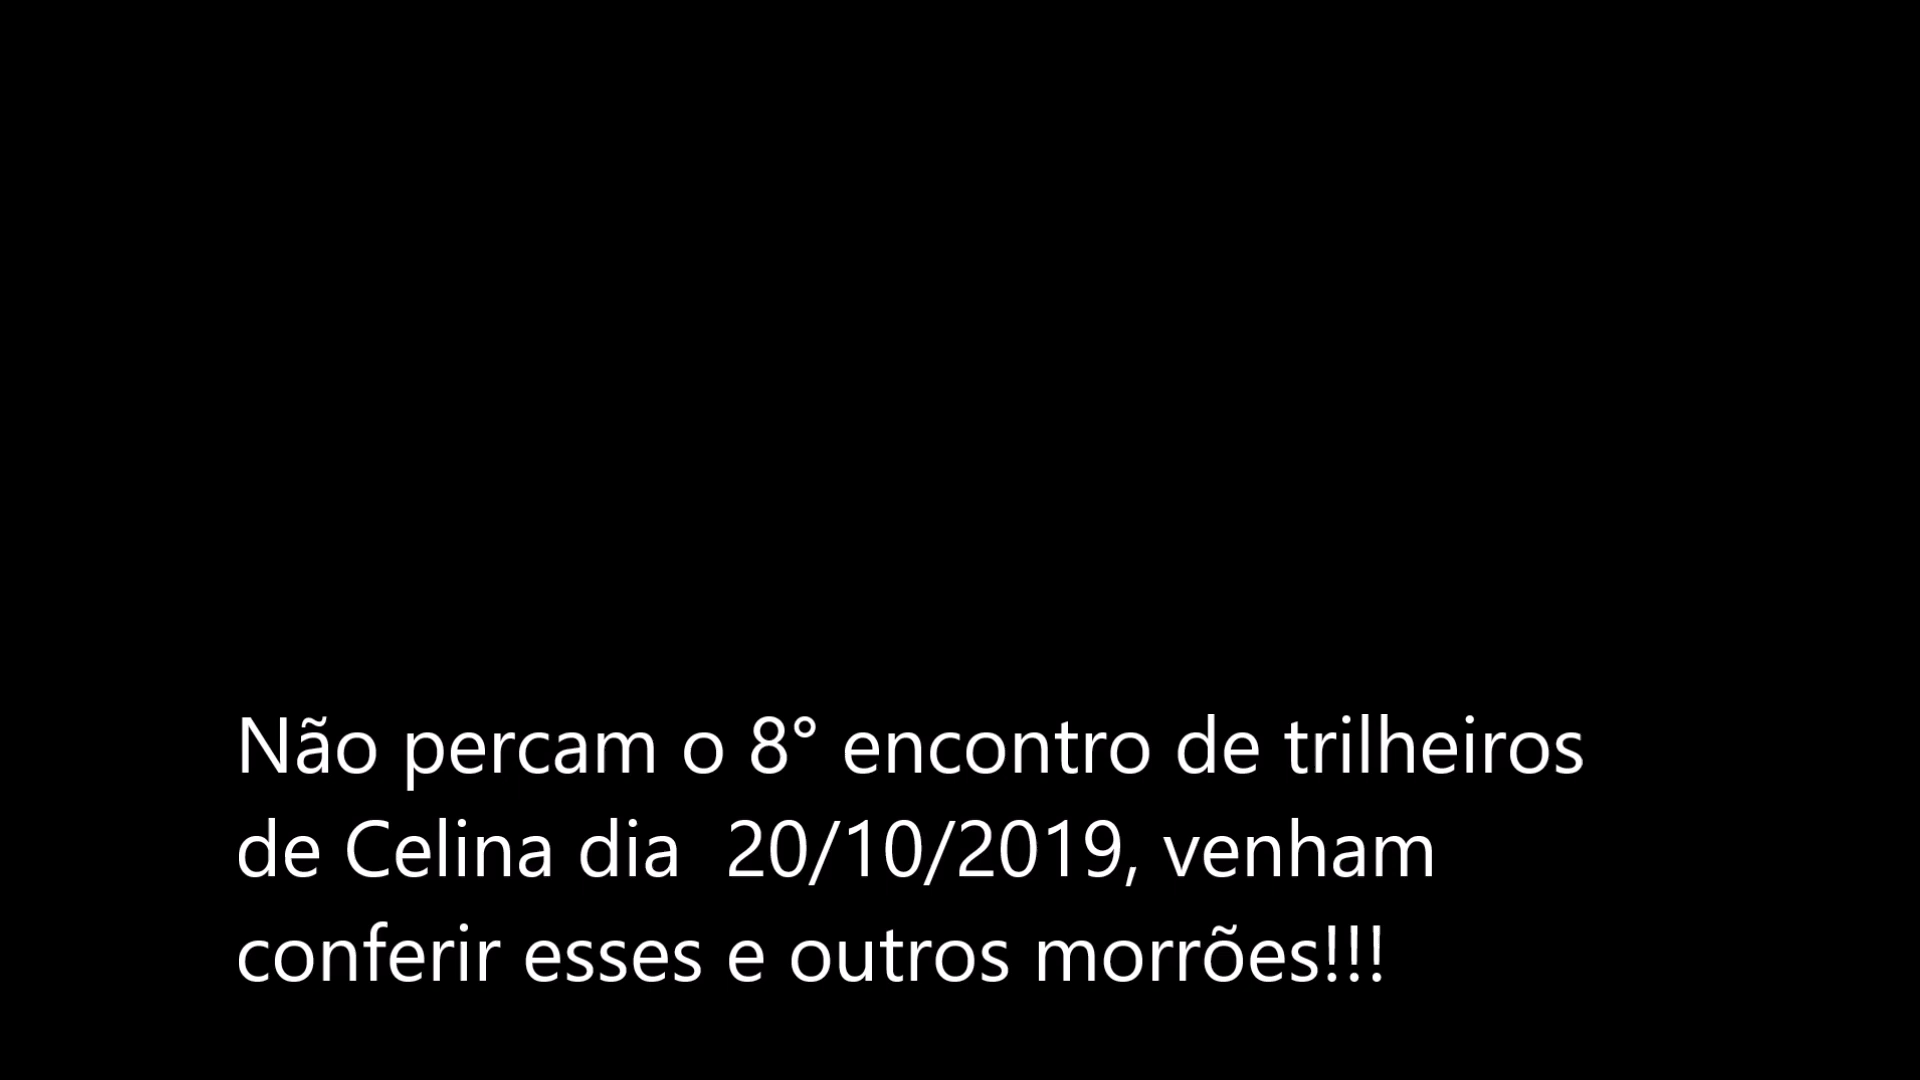 Não percam o 8° encontro de trilheiros
de Celina dia  20/10/2019, venham
conferir esses e outros morrões!!!